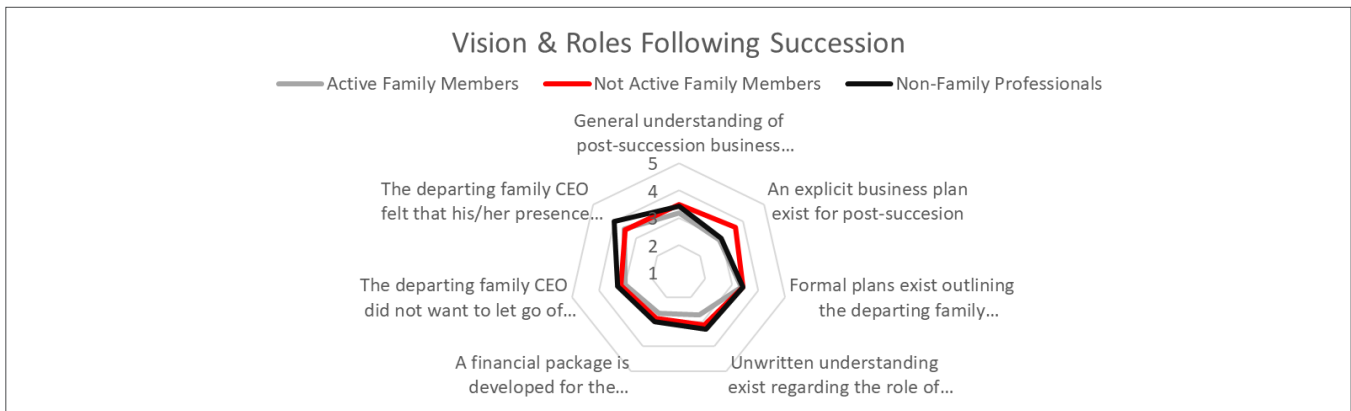 Vision & Roles Following Succession
Active Family Members
Not Active Family Members
Non-Family Professionals
General understanding of
post-succession business...
5
4
3
2
1
An explicit business plan
exist for post-succesion
Formal plans exist outlining
the departing family...
Unwritten understanding
exist regarding the role of...
A financial package is
developed for the...
The departing family CEO
did not want to let go of...
The departing family CEO
felt that his/her presence...